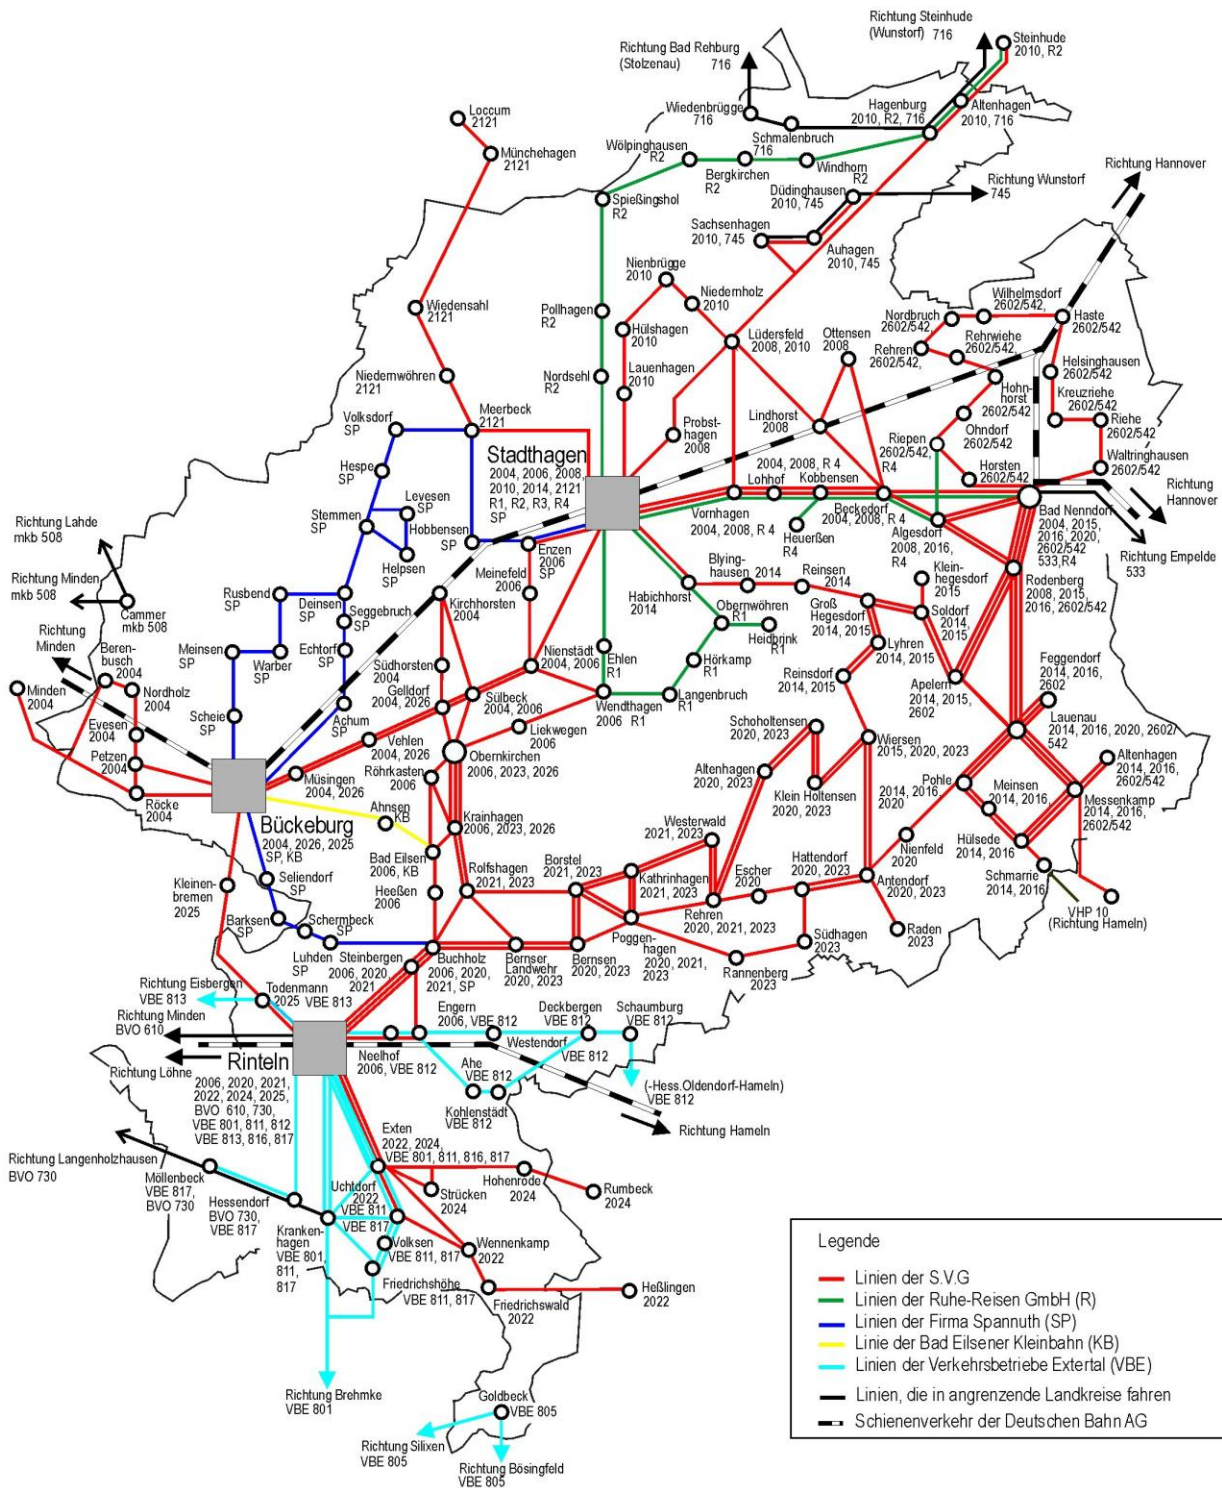 Richtung Steinhude
(Wunstorf) 716
Steinhude
2010, R2
Richtung Bad Rehburg
(Stolzenau) 716
Loccum
2121
Wiedenbrügge
716
Hagenburg
2010, R2, 716
Altenhagen
2010, 716
Schmalenbruch
716
Münchehagen
2121
Wölpinghausen
R2
Bergkirchen
R2
Windhorn
R2
Richtung Hannover
Düdinghausen
2010, 745
Richtung Wunstorf
745
Spießingshol
R2
Sachsenhagen
2010, 745
Auhagen
2010, 745
Nienbrügge
2010
Niedernholz
2010
Wiedensahl
2121
Pollhagen
R2
Hülshagen
2010
Lüdersfeld
2008, 2010
Ottensen
2008
Wilhelmsdorf
2602/542,
Nordbruch
2602/542,
Haste
2602/542
Rehrwiehe
2602/542,
Rehren
2602/542,
Helsinghausen
2602/542
Niedernwöhren
2121
Nordsehl
R2
Lauenhagen
2010
Hohn-
horst
2602/542
Kreuzriehe
2602/542
Riehe
2602/542
Ohndorf
2602/542
Volksdorf
SP
Meerbeck
2121
Probst-
hagen
2008
Lindhorst
2008
Riepen
2602/542,
R4
Horsten
2602/542
Waltringhausen
2602/542
Stadthagen
2004, 2006, 2008,
2010, 2014, 2121
R1, R2, R3, R4
SP
Hespe
SP
Levesen
SP
Stemmen
SP
Hobbensen
SP
Helpsen
SP
2004, 2008, R 4
Lohhof
Kobbensen
Vornhagen
2004, 2008, R 4
Beckedorf
2004, 2008, R 4
Heuerßen
R4
Algesdorf
2008, 2016,
R4
Bad Nenndorf
2004, 2015,
2016, 2020,
2602/542
533,R4
Richtung
Hannover
Richtung Empelde
533
Richtung Lahde
mkb 508
Richtung Minden
mkb 508
Cammer
mkb 508
Enzen
2006
SP
Meinefeld
2006
Blying-
hausen
2014
Reinsen
2014
Klein-
hegesdorf
2015
Rodenberg
2008, 2015,
2016, 2602/542
Rusbend
SP
Deinsen
SP
Seggebruch
SP
Kirchhorsten
2004
Habichhorst
2014
Groß
Hegesdorf
2014, 2015
Soldorf
2014,
2015
Obernwöhren
R1
Heidbrink
R1
Richtung
Minden
Meinsen
SP
Warber
SP
Echtorf
SP
Südhorsten
2004
Nienstädt
2004, 2006
Ehlen
R1
Hörkamp
R1
Lyhren
2014, 2015
Feggendorf
2014, 2016,
2602
Beren-
busch
2004
Nordholz
2004
Minden
2004
Gelldorf
2004, 2026
Sülbeck
2004, 2006
Wendthagen
R1
Langenbruch
R1
Reinsdorf
2014, 2015
Apelern
2014, 2015,
2602
Scheie
SP
Achum
SP
Evesen
2004
Petzen
2004
Röcke
2004
Liekwegen
2006
Schoholtensen
2020, 2023
Wiersen
2015, 2020, 2023
Lauenau
2014, 2016, 2020, 2602/
542
Vehlen
2004, 2026
Obernkirchen
2006, 2023, 2026
Müsingen
2004, 2026
Röhrkasten
2006
Altenhagen
2020, 2023
Klein Holtensen
2020, 2023
Pohle
2014, 2016,
2020
Meinsen
2014, 2016,
Altenhagen
2014, 2016,
2602/542
Messenkamp
2014, 2016,
2602/542
Bückeburg
2004, 2026, 2025
SP, KB
Ahnsen
KB
Krainhagen
2006, 2023, 2026
Westerwald
2021, 2023
Nienfeld
2020
Hülsede
2014, 2016
Bad Eilsen
2006, KB
Rolfshagen
2021, 2023
Borstel
2021, 2023
Kathrinhagen
2021, 2023
Escher
2020
Hattendorf
2020, 2023
Antendorf
2020, 2023
Schmarrie
2014, 2016
VHP 10
(Richtung Hameln)
Kleinen-
bremen
2025
Seliendorf
SP
Heeßen
2006
Rehren
2020, 2021, 2023
Raden
2023
Barksen
SP
Schermbeck
SP
Luhden
SP
Steinbergen
2006, 2020,
2021
Buchholz
2006, 2020,
2021, SP
Bernser
Landwehr
2020, 2023
Bernsen
2020, 2023
Poggen-
hagen
2020, 2021,
2023
Rannenberg
2023
Südhagen
2023
Richtung Eisbergen
VBE 813
Todenmann
2025 VBE 813
Richtung Minden
BVO 610
Engern
2006, VBE 812
Deckbergen
VBE 812
Schaumburg
VBE 812
Westendorf
VBE 812
Rinteln
2006, 2020, 2021,
2022, 2024, 2025,
BVO 610, 730,
VBE 801, 811, 812
VBE 813, 816, 817
Richtung Löhne
Neelhof
2006, VBE 812
Ahe
VBE 812
Kohlenstädt
VBE 812
(-Hess.Oldendorf-Hameln)
VBE 812
Richtung Hameln
Richtung Langenholzhausen
BVO 730
Exten
2022, 2024,
VBE 801, 811, 816, 817
Möllenbeck
VBE 817,
BVO 730
Hessendorf
BVO 730,
VBE 817
Uchtdorf
2022
VBE 811
VBE 817
Strücken
2024
Hohenrode
2024
Rumbeck
2024
Kranken-
hagen
VBE 801,
811,
817
Volksen
VBE 811, 817
Wennenkamp
2022
Friedrichshöhe
VBE 811, 817
Friedrichswald
2022
Heßlingen
2022
Richtung Brehmke
VBE 801
Goldbeck
VBE 805
Richtung Silixen
VBE 805
Richtung Bösingfeld
VBE 805
Legende
Linien der S.V.G
Linien der Ruhe-Reisen GmbH (R)
Linien der Firma Spannuth (SP)
Linie der Bad Eilsener Kleinbahn (KB)
Linien der Verkehrsbetriebe Extertal (VBE)
Linien, die in angrenzende Landkreise fahren
Schienenverkehr der Deutschen Bahn AG